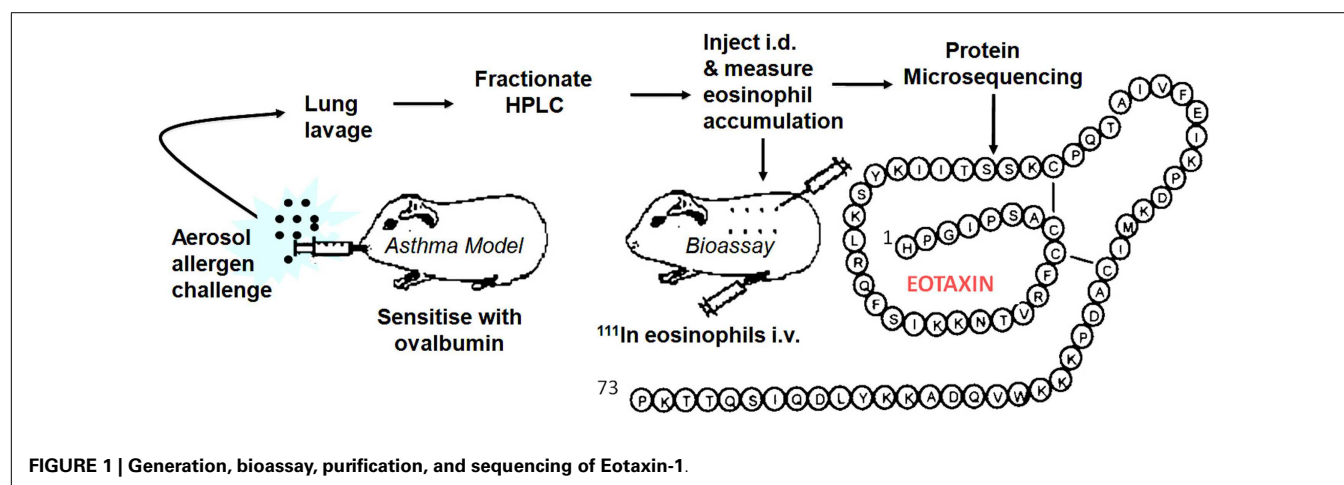 Aerosol
allergen
challenge
Lung
lavage
Fractionate
HPLC
Inject i.d.
& measure
eosinophil
accumulation
Protein
Microsequencing
Asthma Model
Sensitise with
ovalbumin
Bioassay
¹¹¹In eosinophils i.v.
1
H P G I P S A C C F R V T N K K I S F Q R L K S Y K I I T S S K C P Q T A I V F E I K P D K M I C A D P K K K W V Q D A K K Y L D Q I S Q T T K P
EOTAXIN
73
FIGURE 1 | Generation, bioassay, purification, and sequencing of Eotaxin-1.